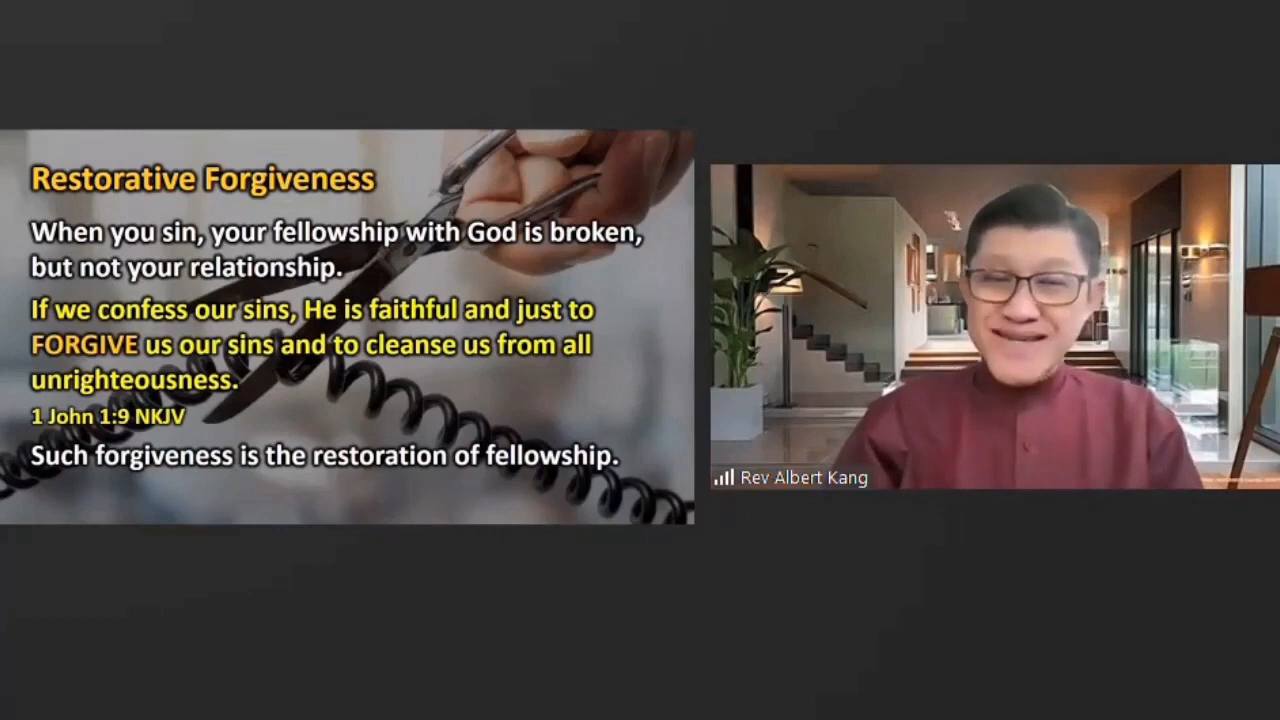 Restorative Forgiveness
When you sin, your fellowship with God is broken,
but not your relationship.
If we confess our sins, He is faithful and just to
FORGIVE us our sins and to cleanse us from all
unrighteousness.
1 John 1:9 NKJV
Such forgiveness is the restoration of fellowship.
Rev Albert Kang